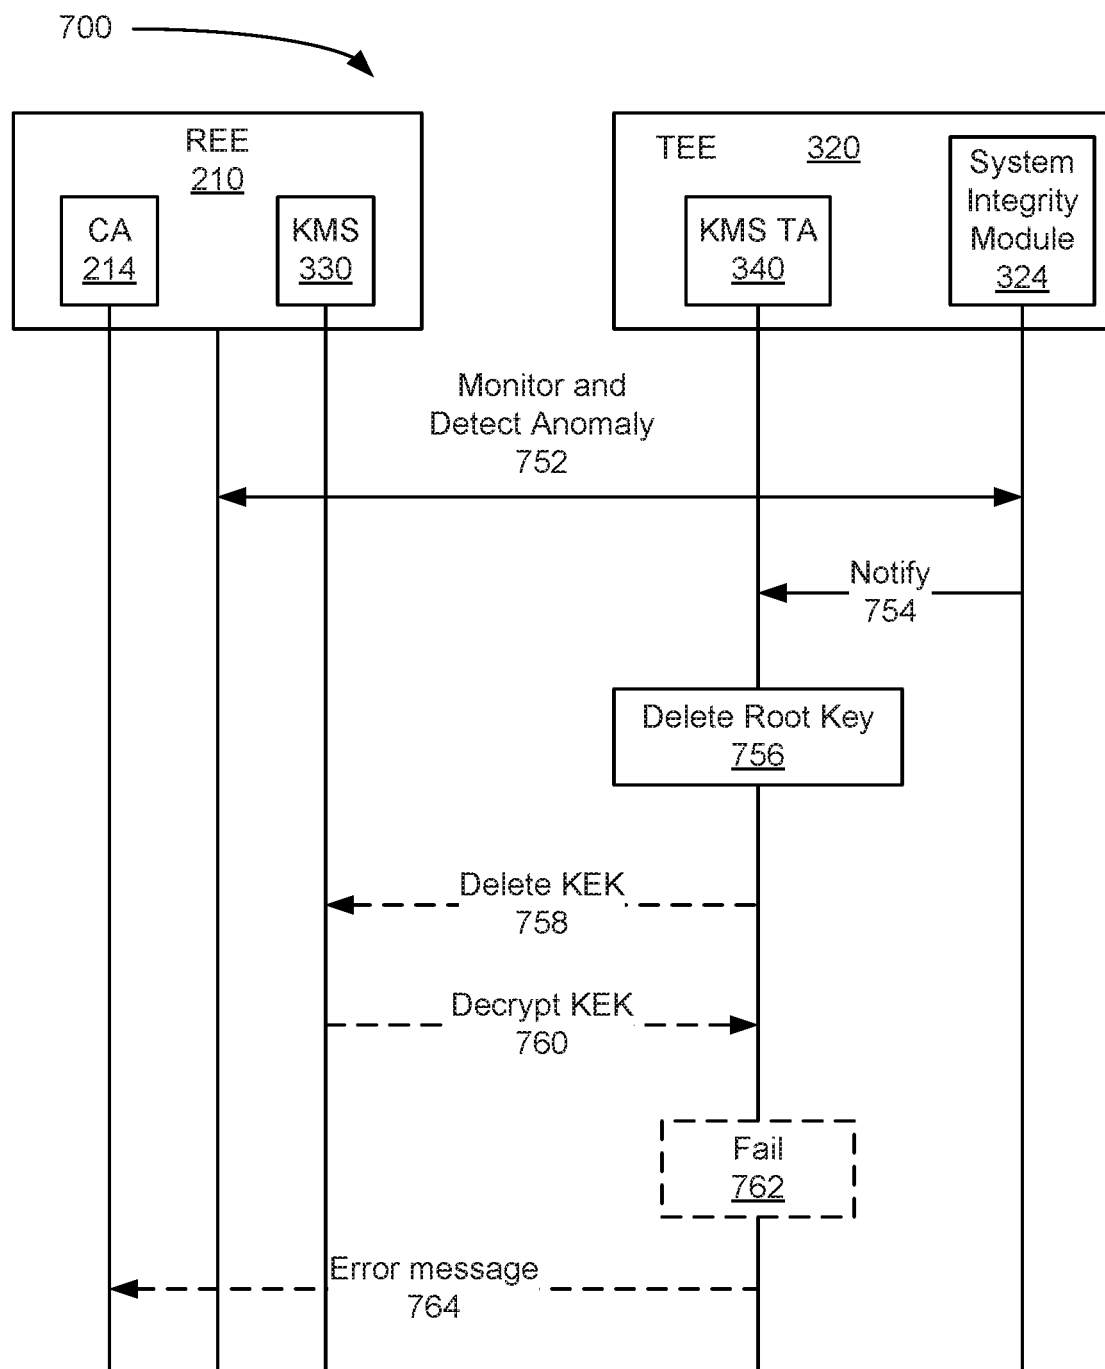 700
REE
210
CA
214
KMS
330
TEE 320
KMS TA
340
System
Integrity
Module
324
Monitor and
Detect Anomaly
752
Notify
754
Delete Root Key
756
Delete KEK
758
Decrypt KEK
760
Fail
762
Error message
764